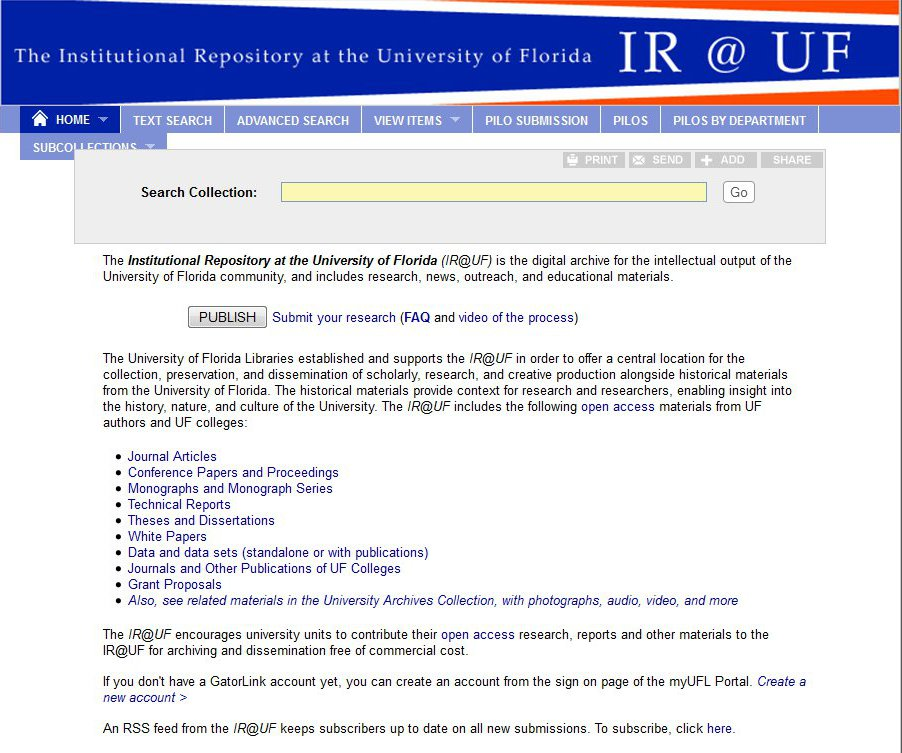 The Institutional Repository at the University of Florida IR @ UF
HOME TEXT SEARCH ADVANCED SEARCH VIEW ITEMS PILO SUBMISSION PILOS PILOS BY DEPARTMENT
SUBCOLLECTIONS
PRINT SEND ADD SHARE
Search Collection: Go
The Institutional Repository at the University of Florida (IR@UF) is the digital archive for the intellectual output of the
University of Florida community, and includes research, news, outreach, and educational materials.
PUBLISH Submit your research (FAQ and video of the process)
The University of Florida Libraries established and supports the IR@UF in order to offer a central location for the
collection, preservation, and dissemination of scholarly, research, and creative production alongside historical materials
from the University of Florida. The historical materials provide context for research and researchers, enabling insight into
the history, nature, and culture of the University. The IR@UF includes the following open access materials from UF
authors and UF colleges:
• Journal Articles
• Conference Papers and Proceedings
• Monographs and Monograph Series
• Technical Reports
• Theses and Dissertations
• White Papers
• Data and data sets (standalone or with publications)
• Journals and Other Publications of UF Colleges
• Grant Proposals
• Also, see related materials in the University Archives Collection, with photographs, audio, video, and more
The IR@UF encourages university units to contribute their open access research, reports and other materials to the
IR@UF for archiving and dissemination free of commercial cost.
If you don't have a GatorLink account yet, you can create an account from the sign on page of the myUFL Portal. Create a
new account >
An RSS feed from the IR@UF keeps subscribers up to date on all new submissions. To subscribe, click here.